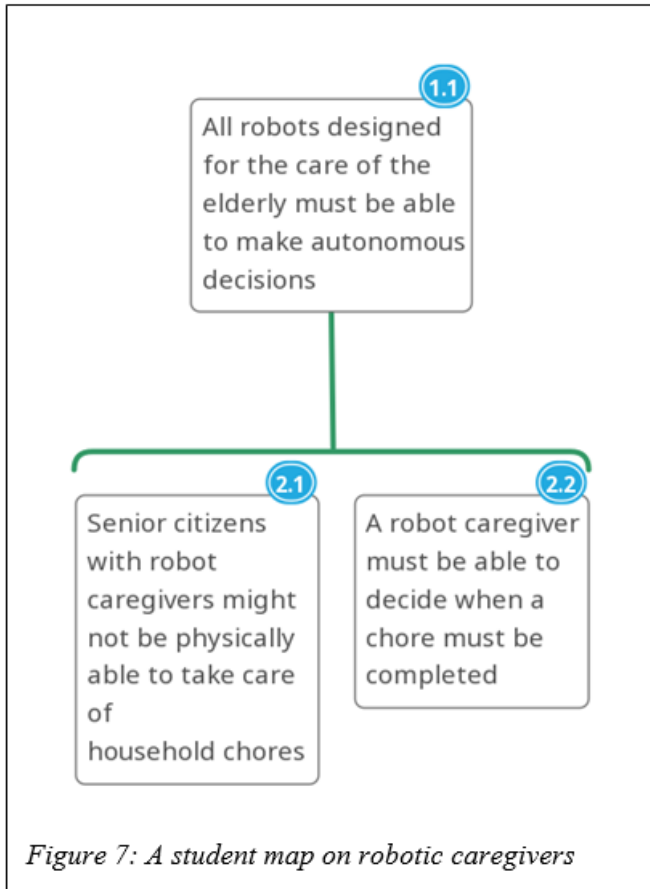 1.1
All robots designed
for the care of the
elderly must be able
to make autonomous
decisions
2.1
Senior citizens
with robot
caregivers might
not be physically
able to take care
of
household chores
2.2
A robot caregiver
must be able to
decide when a
chore must be
completed
Figure 7: A student map on robotic caregivers